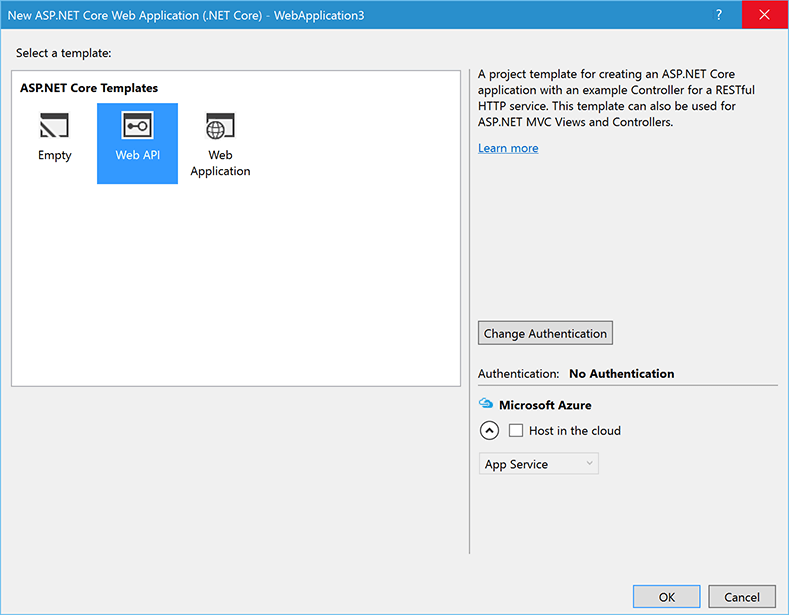 New ASP.NET Core Web Application (.NET Core) - WebApplication3
?
Select a template:
ASP.NET Core Templates
Empty
Web API
Web
Application
A project template for creating an ASP.NET Core
application with an example Controller for a RESTful
HTTP service. This template can also be used for
ASP.NET MVC Views and Controllers.
Learn more
Change Authentication
Authentication: No Authentication
Microsoft Azure
Host in the cloud
App Service
OK
Cancel